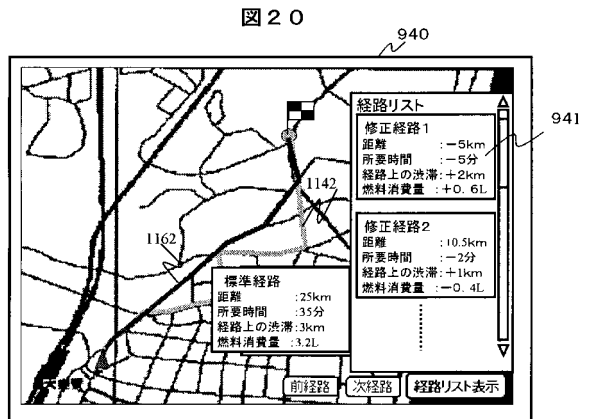 図20
940
経路リスト
941
修正経路1
距離 :-5km
所要時間 :-5分
経路上の渋滞:+2km
燃料消費量 :+0.6L
修正経路2
距離 :10.5km
所要時間 :-2分
経路上の渋滞:+1km
燃料消費量 :-0.4L
1142
1162
標準経路
距離 :25km
所要時間 :35分
経路上の渋滞:3km
燃料消費量 :3.2L
前経路 次経路 経路リスト表示